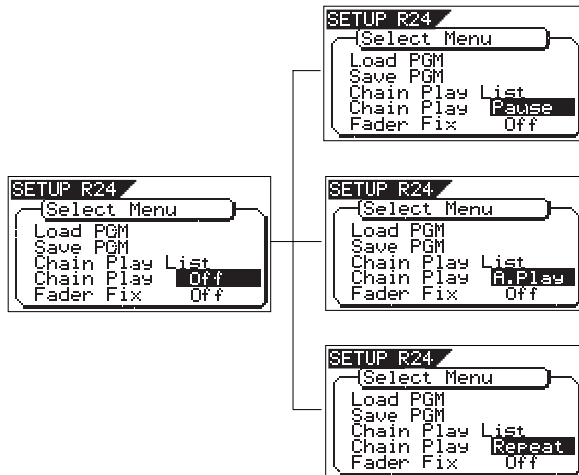 SETUP R24
Select Menu
Load PGM
Save PGM
Chain Play List
Chain Play Off
Fader Fix Off
SETUP R24
Select Menu
Load PGM
Save PGM
Chain Play List
Chain Play Pause
Fader Fix Off
SETUP R24
Select Menu
Load PGM
Save PGM
Chain Play List
Chain Play A.Play
Fader Fix Off
SETUP R24
Select Menu
Load PGM
Save PGM
Chain Play List
Chain Play Repeat
Fader Fix Off